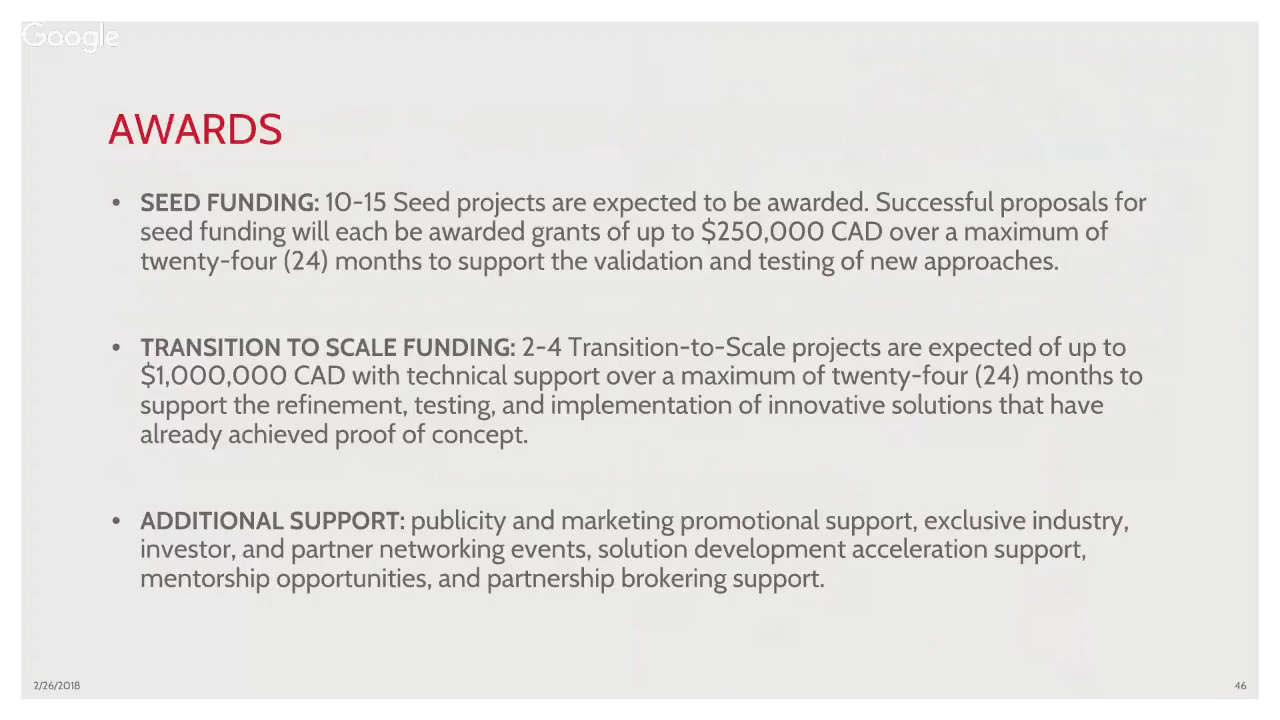 Google
AWARDS
• SEED FUNDING: 10-15 Seed projects are expected to be awarded. Successful proposals for
seed funding will each be awarded grants of up to $250,000 CAD over a maximum of
twenty-four (24) months to support the validation and testing of new approaches.
• TRANSITION TO SCALE FUNDING: 2-4 Transition-to-Scale projects are expected of up to
$1,000,000 CAD with technical support over a maximum of twenty-four (24) months to
support the refinement, testing, and implementation of innovative solutions that have
already achieved proof of concept.
• ADDITIONAL SUPPORT: publicity and marketing promotional support, exclusive industry,
investor, and partner networking events, solution development acceleration support,
mentorship opportunities, and partnership brokering support.
2/26/2018
46